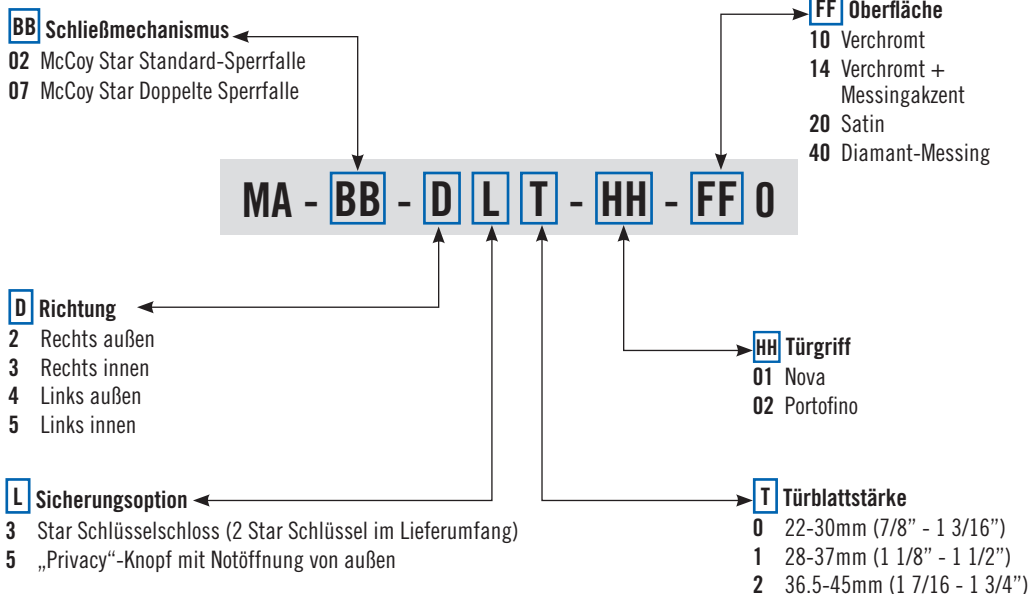 BB Schließmechanismus
02 McCoy Star Standard-Sperrfalle
07 McCoy Star Doppelte Sperrfalle
FF Oberfläche
10 Verchromt
14 Verchromt +
Messingakzent
20 Satin
40 Diamant-Messing
MA - BB - D L T - HH - FF 0
D Richtung
2 Rechts außen
3 Rechts innen
4 Links außen
5 Links innen
HH Türgriff
01 Nova
02 Portofino
L Sicherungsoption
3 Star Schlüsselschloss (2 Star Schlüssel im Lieferumfang)
5 „Privacy“-Knopf mit Notöffnung von außen
T Türblattstärke
0 22-30mm (7/8” - 1 3/16”)
1 28-37mm (1 1/8” - 1 1/2”)
2 36.5-45mm (1 7/16 - 1 3/4”)